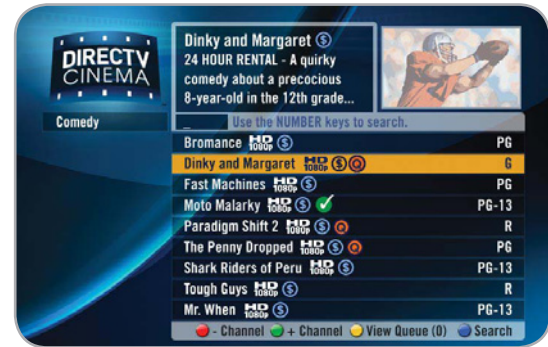 DIRECTV
CINEMA
Dinky and Margaret $
24 HOUR RENTAL - A quirky
comedy about a precocious
8-year-old in the 12th grade...
Comedy
_ Use the NUMBER keys to search.
Bromance HD 1080p $ PG
Dinky and Margaret HD 1080p $ Q G
Fast Machines HD 1080p $ PG
Moto Malarky HD 1080p $ PG-13
Paradigm Shift 2 HD 1080p $ Q R
The Penny Dropped HD 1080p $ Q PG
Shark Riders of Peru HD 1080p $ PG-13
Tough Guys HD 1080p $ R
Mr. When HD 1080p $ PG-13
- Channel + Channel View Queue (0) Search